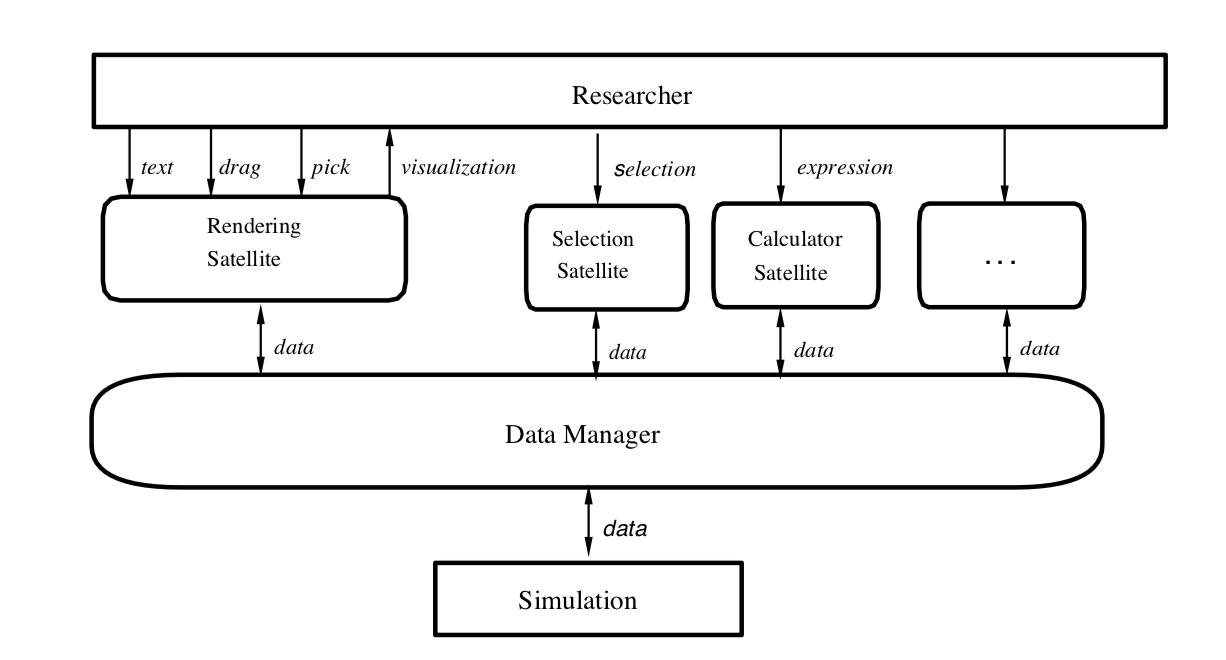 Researcher
text
drag
pick
visualization
selection
expression
Rendering
Satellite
Selection
Satellite
Calculator
Satellite
...
data
data
data
data
Data Manager
data
Simulation